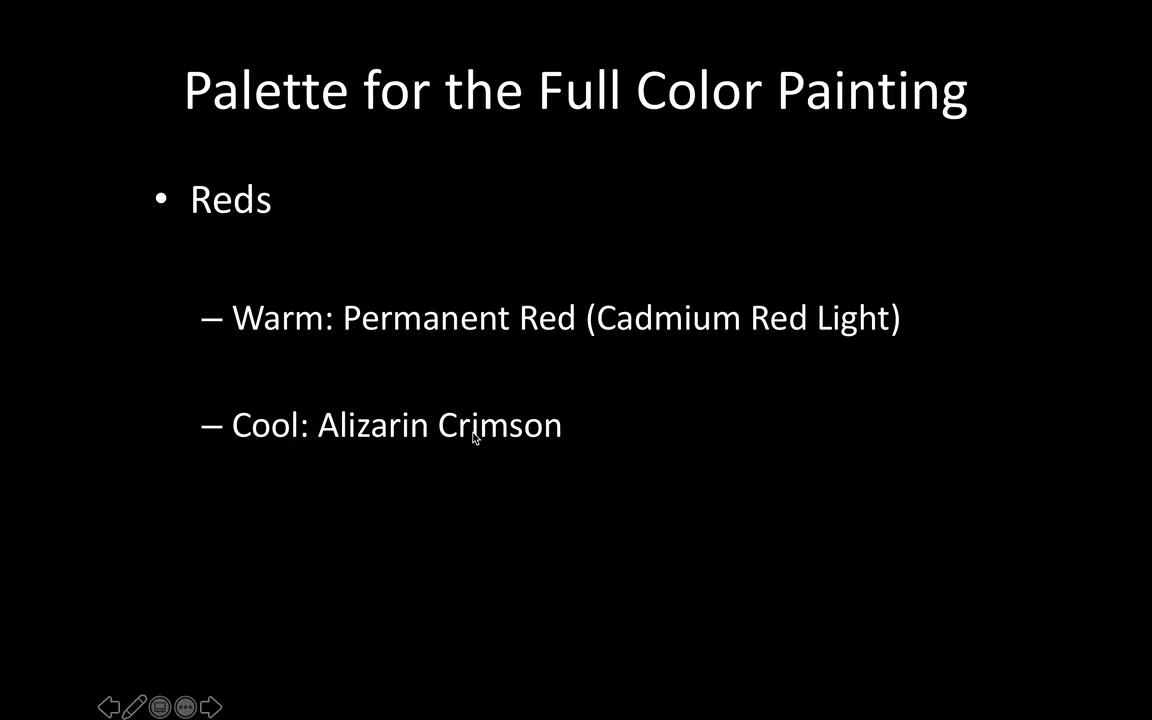 Palette for the Full Color Painting
• Reds
– Warm: Permanent Red (Cadmium Red Light)
– Cool: Alizarin Crimson